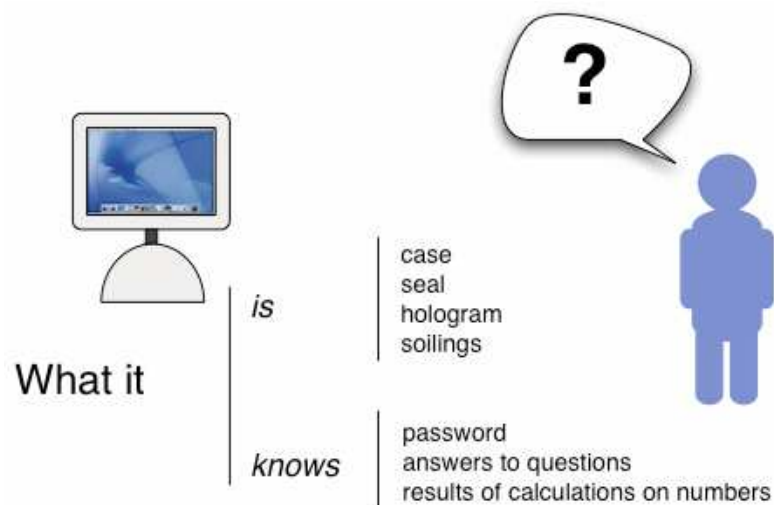 ?
is
case
seal
hologram
soilings
What it
knows
password
answers to questions
results of calculations on numbers